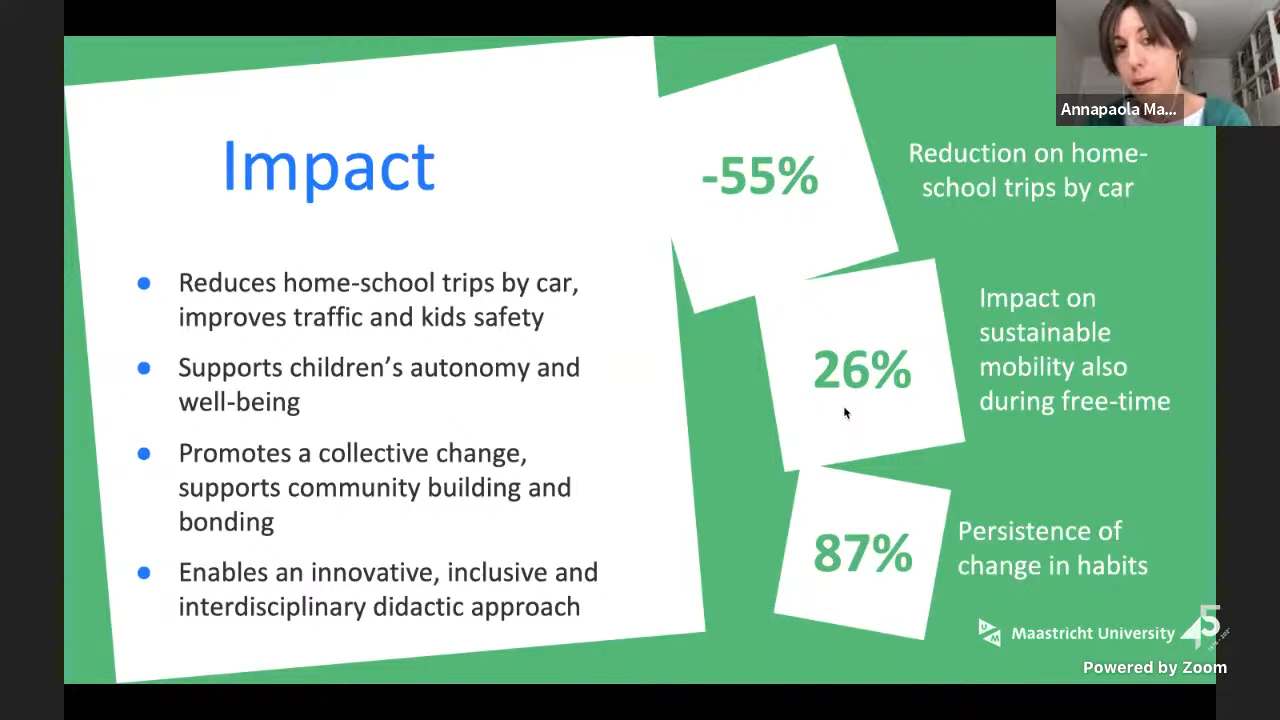 Annapaola Ma...
Impact
● Reduces home-school trips by car,
improves traffic and kids safety
● Supports children’s autonomy and
well-being
● Promotes a collective change,
supports community building and
bonding
● Enables an innovative, inclusive and
interdisciplinary didactic approach
-55%
Reduction on home-
school trips by car
26%
Impact on
sustainable
mobility also
during free-time
87%
Persistence of
change in habits
Maastricht University
45
Powered by Zoom